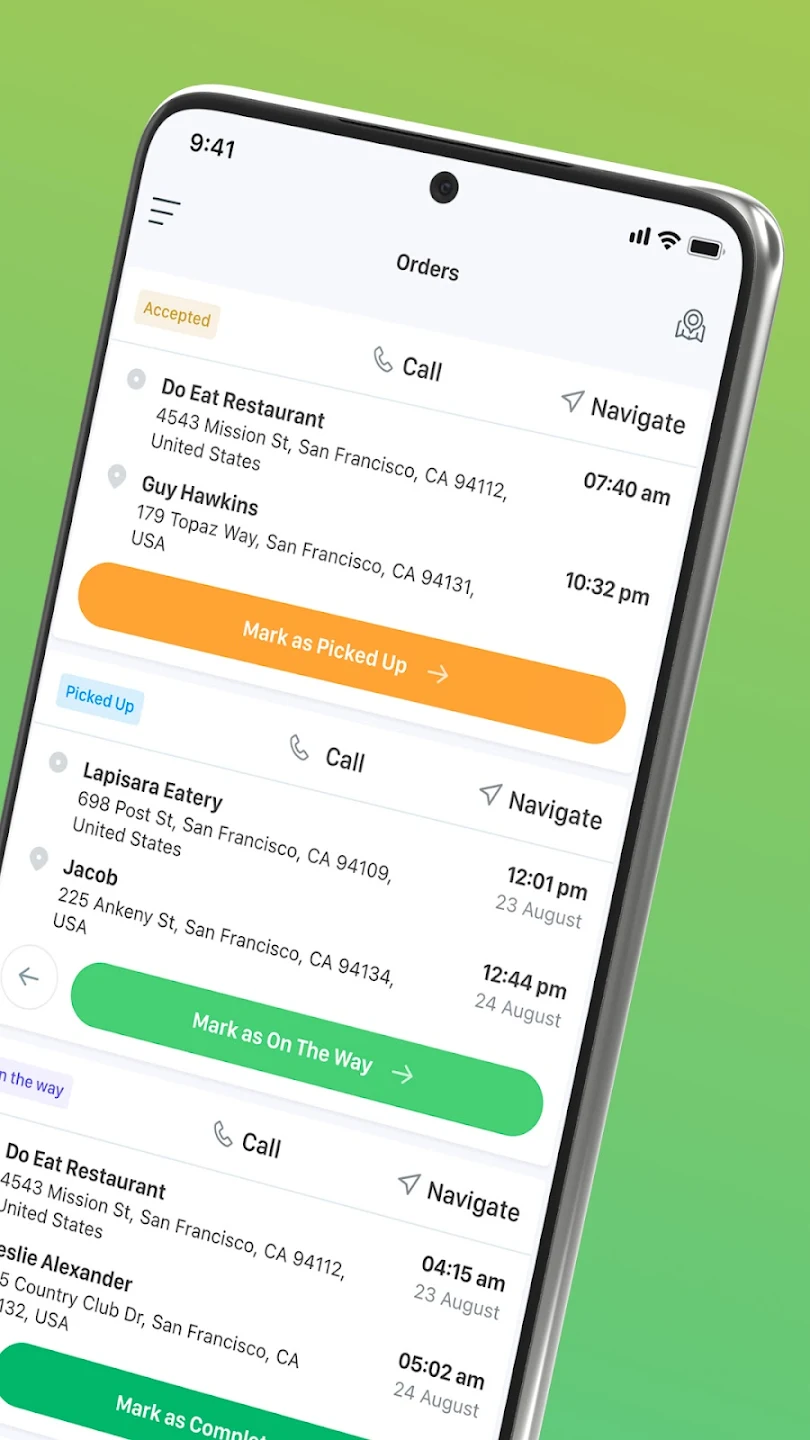 9:41
Orders
Accepted
Call
Navigate
Do Eat Restaurant
4543 Mission St, San Francisco, CA 94112,
United States
07:40 am
Guy Hawkins
179 Topaz Way, San Francisco, CA 94131,
USA
10:32 pm
Mark as Picked Up
Picked Up
Call
Navigate
Lapisara Eatery
698 Post St, San Francisco, CA 94109,
United States
12:01 pm
23 August
Jacob
225 Ankeny St, San Francisco, CA 94134,
USA
12:44 pm
24 August
Mark as On The Way
n the way
Call
Navigate
Do Eat Restaurant
4543 Mission St, San Francisco, CA 94112,
United States
04:15 am
23 August
eslie Alexander
5 Country Club Dr, San Francisco, CA
132, USA
05:02 am
24 August
Mark as Complet